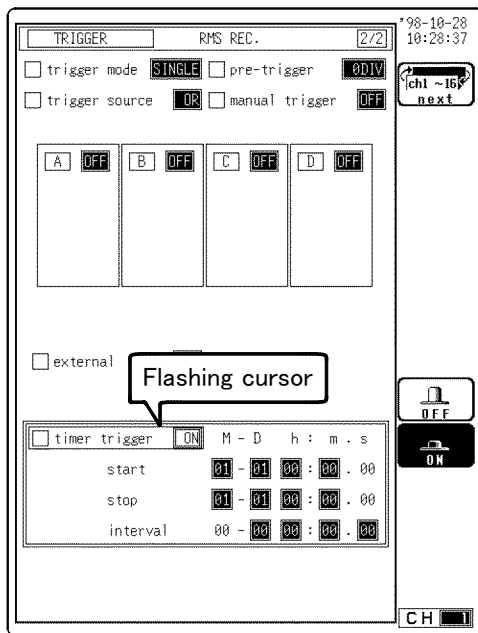 '98-10-28
TRIGGER RMS REC. 2/2 10:28:37
trigger mode SINGLE pre-trigger 0DIV
ch1 ~16
trigger source OR manual trigger OFF
next
A OFF B OFF C OFF D OFF
external
Flashing cursor
OFF
timer trigger ON M - D h : m . s
ON
start 01 - 01 00 : 00 . 00
stop 01 - 01 00 : 00 . 00
interval 00 - 00 00 : 00 . 00
CH 1